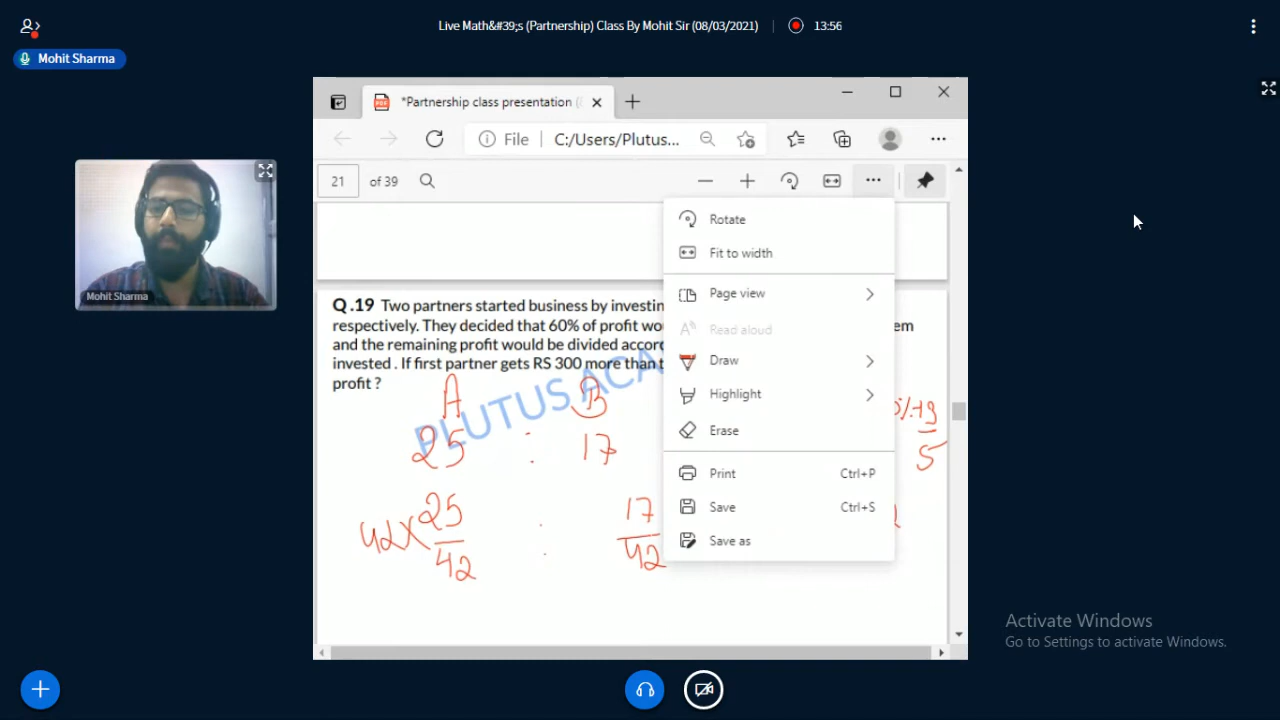 Live Math&#39;s (Partnership) Class By Mohit Sir (08/03/2021)
13:56
Mohit Sharma
*Partnership class presentation (
File
C:/Users/Plutus...
21 of 39
Mohit Sharma
Rotate
Fit to width
Page view
Read aloud
Draw
Highlight
Erase
Print Ctrl+P
Save Ctrl+S
Save as
Q.19 Two partners started business by investin
respectively. They decided that 60% of profit wo em
and the remaining profit would be divided accor
invested . If first partner gets RS 300 more than t
profit ?
PLUTUS ACA
A B
25 : 17
42 × 25/42 : 17/42
5
Activate Windows
Go to Settings to activate Windows.